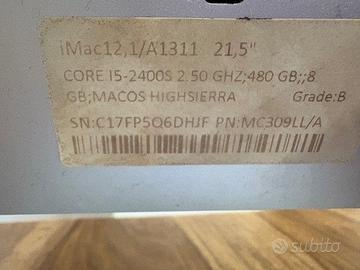 iMac12,1/A1311 21,5"
CORE I5-2400S 2.50 GHZ;480 GB;;8
GB;MACOS HIGHSIERRA Grade:B
SN:C17FP5Q6DHJF PN:MC309LL/A
subito